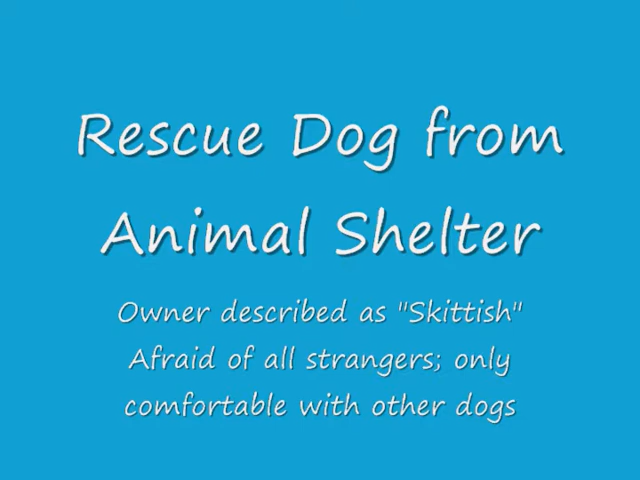 Rescue Dog from
Animal Shelter
Owner described as "Skittish"
Afraid of all strangers; only
comfortable with other dogs